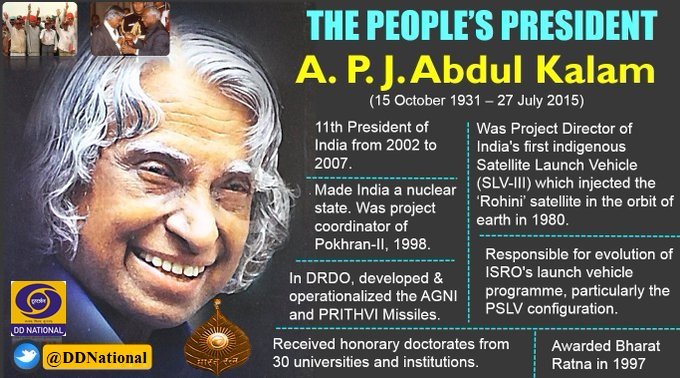 THE PEOPLE'S PRESIDENT
A. P. J. Abdul Kalam
(15 October 1931 – 27 July 2015)
11th President of
India from 2002 to
2007.
Made India a nuclear
state. Was project
coordinator of
Pokhran-II, 1998.
In DRDO, developed &
operationalized the AGNI
and PRITHVI Missiles.
Was Project Director of
India's first indigenous
Satellite Launch Vehicle
(SLV-III) which injected the
‘Rohini’ satellite in the orbit of
earth in 1980.
Responsible for evolution of
ISRO's launch vehicle
programme, particularly the
PSLV configuration.
Received honorary doctorates from
30 universities and institutions.
Awarded Bharat
Ratna in 1997
दूरदर्शन
DD NATIONAL
@DDNational
भारत रत्न